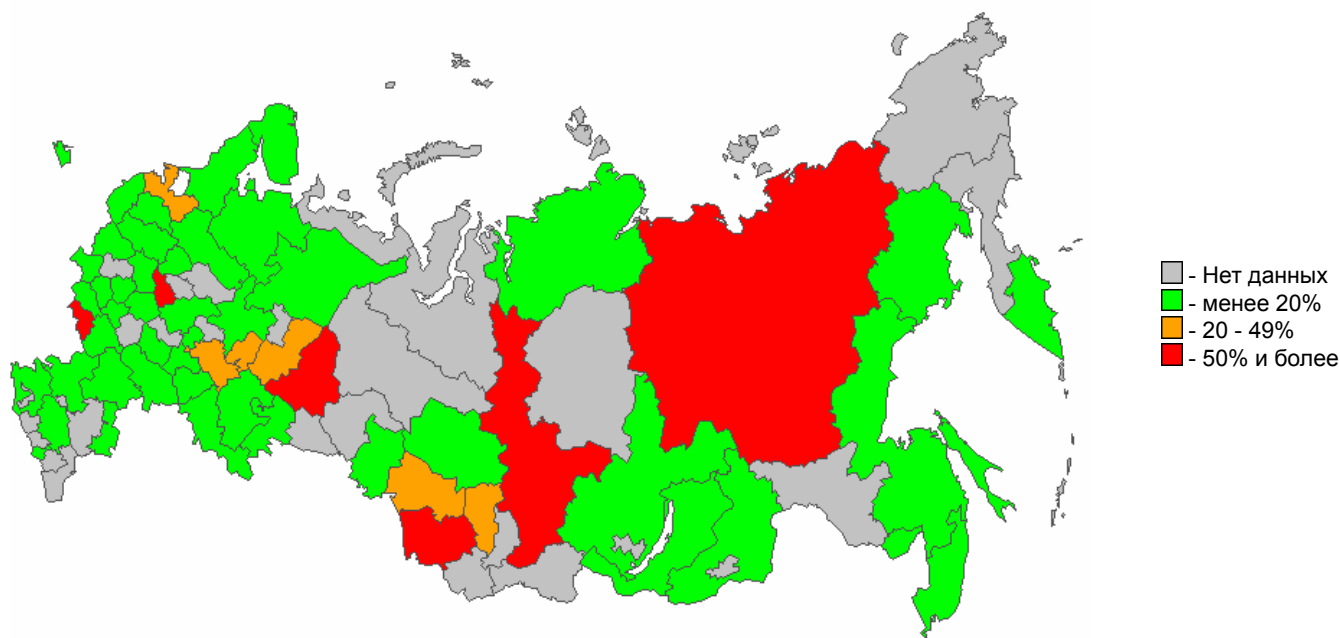 - Нет данных
- менее 20%
- 20 - 49%
- 50% и более